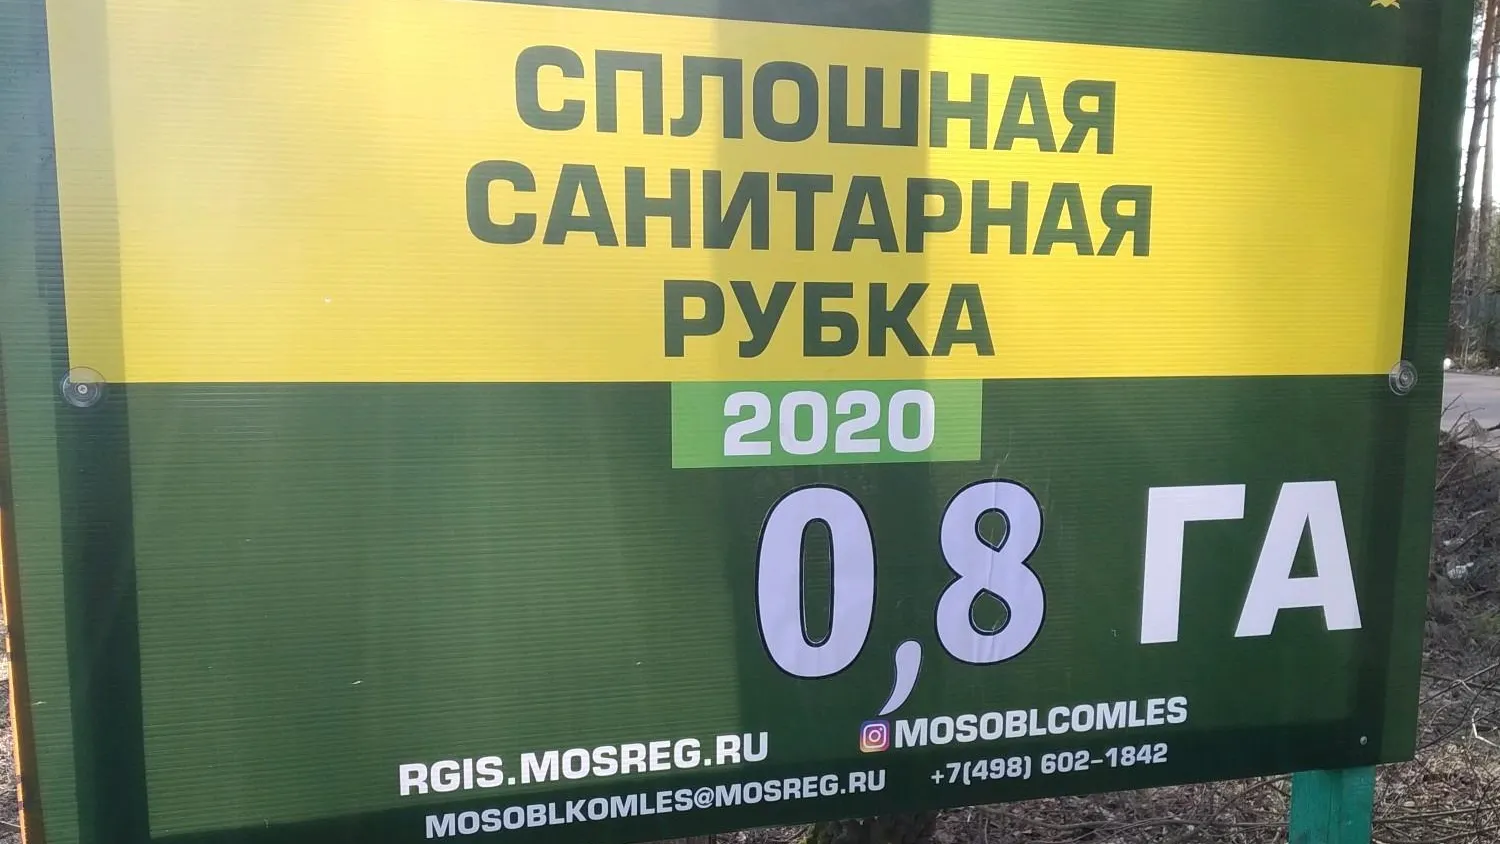 СПЛОШНАЯ
САНИТАРНАЯ
РУБКА
2020
0,8 ГА
RGIS.MOSREG.RU
MOSOBLCOMLES
MOSOBLKOMLES@MOSREG.RU
+7(498) 602-1842